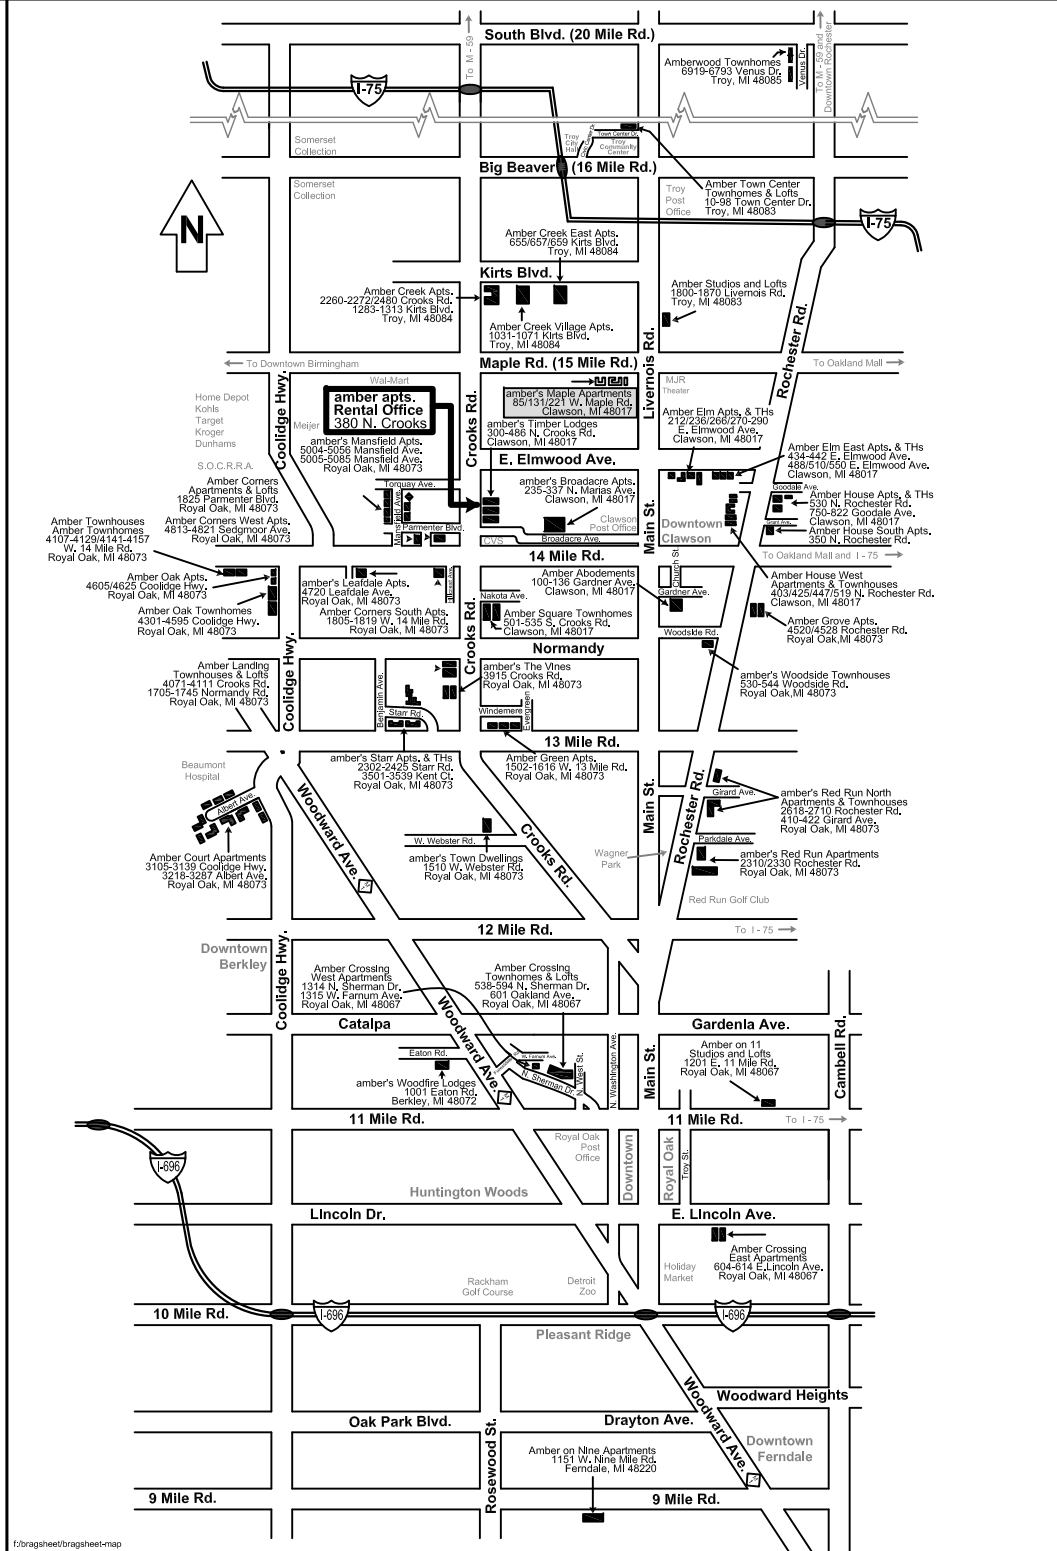 South Blvd. (20 Mile Rd.)
To M - 59
To M - 59 and
Downtown Rochester
Amberwood Townhomes
6919-6793 Venus Dr.
Troy, MI 48085
Venus Dr.
I-75
Somerset
Collection
Troy
City
Hall
Civic Center Dr.
Town Center Dr.
Troy
Community
Center
Big Beaver (16 Mile Rd.)
Somerset
Collection
Troy
Post
Office
Amber Town Center
Townhomes & Lofts
10-98 Town Center Dr.
Troy, MI 48083
N
I-75
Amber Creek East Apts.
655/657/659 Kirts Blvd.
Troy, MI 48084
Kirts Blvd.
Amber Creek Apts.
2260-2272/2480 Crooks Rd.
1283-1313 Kirts Blvd.
Troy, MI 48084
Amber Studios and Lofts
1800-1870 Livernois Rd.
Troy, MI 48083
Amber Creek Village Apts.
1031-1071 Kirts Blvd.
Troy, MI 48084
Livernois Rd.
Rochester Rd.
To Downtown Birmingham
Maple Rd. (15 Mile Rd.)
To Oakland Mall
Coolidge Hwy.
Wal-Mart
Crooks Rd.
MJR
Theater
Home Depot
Kohls
Target
Kroger
Dunhams
Meijer
amber apts.
Rental Office
380 N. Crooks
amber's Maple Apartments
85/131/221 W. Maple Rd.
Clawson, MI 48017
amber's Timber Lodges
300-486 N. Crooks Rd.
Clawson, MI 48017
Amber Elm Apts, & THs
212/236/266/270-290
E. Elmwood Ave.
Clawson, MI 48017
amber's Mansfield Apts.
5004-5056 Mansfield Ave.
5005-5085 Mansfield Ave.
Royal Oak, MI 48073
E. Elmwood Ave.
Amber Elm East Apts, & THs
434-442 E. Elmwood Ave.
488/510/550 E. Elmwood Ave.
Clawson, MI 48017
S.O.C.R.R.A.
Amber Corners
Apartments & Lofts
1825 Parmenter Blvd.
Royal Oak, MI 48073
Torquay Ave.
Mansfield Ave.
Parmenter Blvd.
amber's Broadacre Apts.
235-337 N. Marias Ave.
Clawson, MI 48017
Clawson
Post Office
Main St.
Downtown
Clawson
Goodale Ave.
Grant Ave.
Amber House Apts, & THs
530 N. Rochester Rd.
750-822 Goodale Ave.
Clawson, MI 48017
Amber House South Apts.
350 N. Rochester Rd.
Amber Corners West Apts.
4813-4821 Sedgmoor Ave.
Royal Oak, MI 48073
Amber Townhouses
Amber Townhomes
4107-4129/4141-4157
W. 14 Mile Rd.
Royal Oak, MI 48073
CVS
Broadacre Ave.
14 Mile Rd.
To Oakland Mall and I - 75
Amber Oak Apts.
4605/4625 Coolidge Hwy.
Royal Oak, MI 48073
Amber Oak Townhomes
4301-4595 Coolidge Hwy.
Royal Oak, MI 48073
amber's Leafdale Apts.
4720 Leafdale Ave.
Royal Oak, MI 48073
Amber Corners South Apts.
1805-1819 W. 14 Mile Rd.
Royal Oak, MI 48073
Nakota Ave.
Amber Abodements
100-136 Gardner Ave.
Clawson, MI 48017
Church St.
Gardner Ave.
Amber House West
Apartments & Townhouses
403/425/447/519 N. Rochester Rd.
Clawson, MI 48017
Amber Square Townhomes
501-535 S. Crooks Rd.
Clawson, MI 48017
Amber Grove Apts.
4520/4528 Rochester Rd.
Royal Oak,MI 48073
Woodside Rd.
Coolidge Hwy.
Crooks Rd.
Normandy
Amber Landing
Townhouses & Lofts
4071-4111 Crooks Rd.
1705-1745 Normandy Rd.
Royal Oak, MI 48073
Benjamin Ave.
Starr Rd.
amber's The Vines
3915 Crooks Rd.
Royal Oak, MI 48073
Windemere
Evergreen
amber's Woodside Townhouses
530-544 Woodside Rd.
Royal Oak,MI 48073
13 Mile Rd.
Beaumont
Hospital
amber's Starr Apts. & THs
2302-2425 Starr Rd.
3501-3539 Kent Ct.
Royal Oak, MI 48073
Amber Green Apts.
1502-1616 W. 13 Mile Rd.
Royal Oak, MI 48073
Albert Ave.
Woodward Ave.
Crooks Rd.
Main St.
Rochester Rd.
Girard Ave.
Parkdale Ave.
amber's Red Run North
Apartments & Townhouses
2618-2710 Rochester Rd.
410-422 Girard Ave.
Royal Oak, MI 48073
Amber Court Apartments
3105-3139 Coolidge Hwy.
3218-3287 Albert Ave.
Royal Oak, MI 48073
W. Webster Rd.
amber's Town Dwellings
1510 W. Webster Rd.
Royal Oak, MI 48073
Wagner
Park
amber's Red Run Apartments
2310/2330 Rochester Rd.
Royal Oak, MI 48073
Red Run Golf Club
12 Mile Rd.
To I - 75
Downtown
Berkley
Coolidge Hwy.
Amber Crossing
West Apartments
1314 N. Sherman Dr.
1315 W. Farnum Ave.
Royal Oak, MI 48067
Amber Crossing
Townhomes & Lofts
538-594 N. Sherman Dr.
601 Oakland Ave.
Royal Oak, MI 48067
Catalpa
Woodward Ave.
Gardenia Ave.
Cambell Rd.
Eaton Rd.
W. Farnum Ave.
N. Sherman Dr.
N. West St.
N. Washington Ave.
Main St.
Amber on 11
Studios and Lofts
1201 E. 11 Mile Rd.
Royal Oak, MI 48067
amber's Woodfire Lodges
1001 Eaton Rd.
Berkley, MI 48072
11 Mile Rd.
11 Mile Rd.
To I - 75
I-696
Royal Oak
Post
Office
Downtown
Royal Oak
Troy St.
Huntington Woods
Lincoln Dr.
E. Lincoln Ave.
Amber Crossing
East Apartments
604-614 E.Lincoln Ave.
Royal Oak, MI 48067
Holiday
Market
Rackham
Golf Course
Detroit
Zoo
10 Mile Rd.
I-696
I-696
Pleasant Ridge
Woodward Ave.
Woodward Heights
Oak Park Blvd.
Rosewood St.
Drayton Ave.
Downtown
Ferndale
Amber on Nine Apartments
1151 W. Nine Mile Rd.
Ferndale, MI 48220
9 Mile Rd.
9 Mile Rd.
f:/bragsheet/bragsheet-map